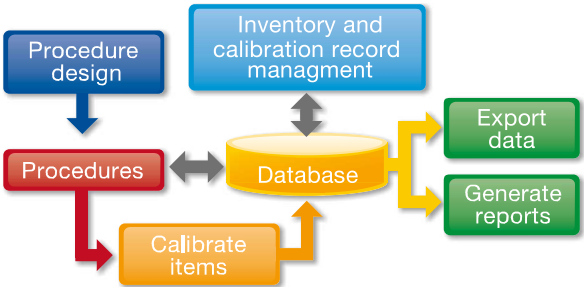 Procedure
design
Inventory and
calibration record
managment
Export
data
Procedures
Database
Generate
reports
Calibrate
items